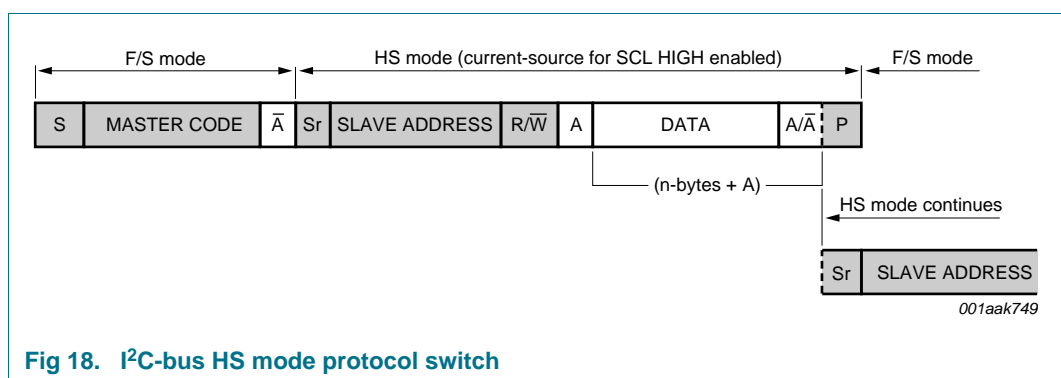 F/S mode HS mode (current-source for SCL HIGH enabled) F/S mode
S MASTER CODE A̅ Sr SLAVE ADDRESS R/W̅ A DATA A/A̅ P
(n-bytes + A)
HS mode continues
Sr SLAVE ADDRESS
001aak749
Fig 18. I²C-bus HS mode protocol switch